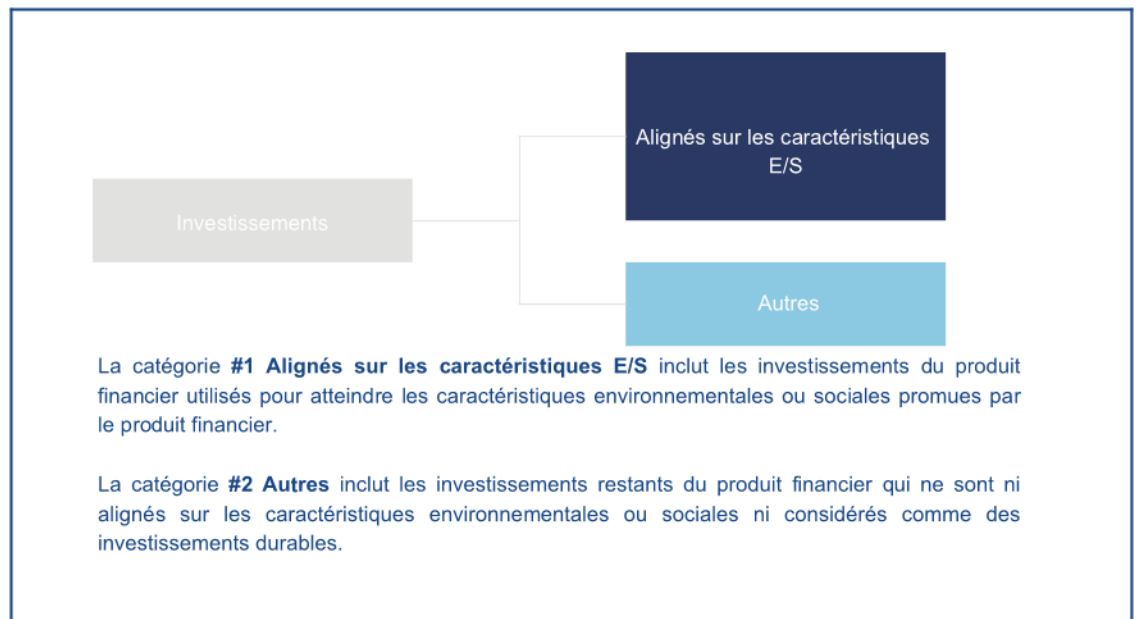 Alignés sur les caractéristiques
E/S
Investissements
Autres
La catégorie #1 Alignés sur les caractéristiques E/S inclut les investissements du produit
financier utilisés pour atteindre les caractéristiques environnementales ou sociales promues par
le produit financier.
La catégorie #2 Autres inclut les investissements restants du produit financier qui ne sont ni
alignés sur les caractéristiques environnementales ou sociales ni considérés comme des
investissements durables.